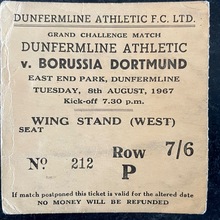 DUNFERMLINE ATHLETIC F.C. LTD.
GRAND CHALLENGE MATCH
DUNFERMLINE ATHLETIC
v. BORUSSIA DORTMUND
EAST END PARK, DUNFERMLINE
TUESDAY, 8th AUGUST, 1967
Kick-off 7.30 p.m.
WING STAND (WEST)
SEAT
Nº 212 Row P 7/6
If match postponed this ticket is valid for the altered date
NO MONEY WILL BE REFUNDED